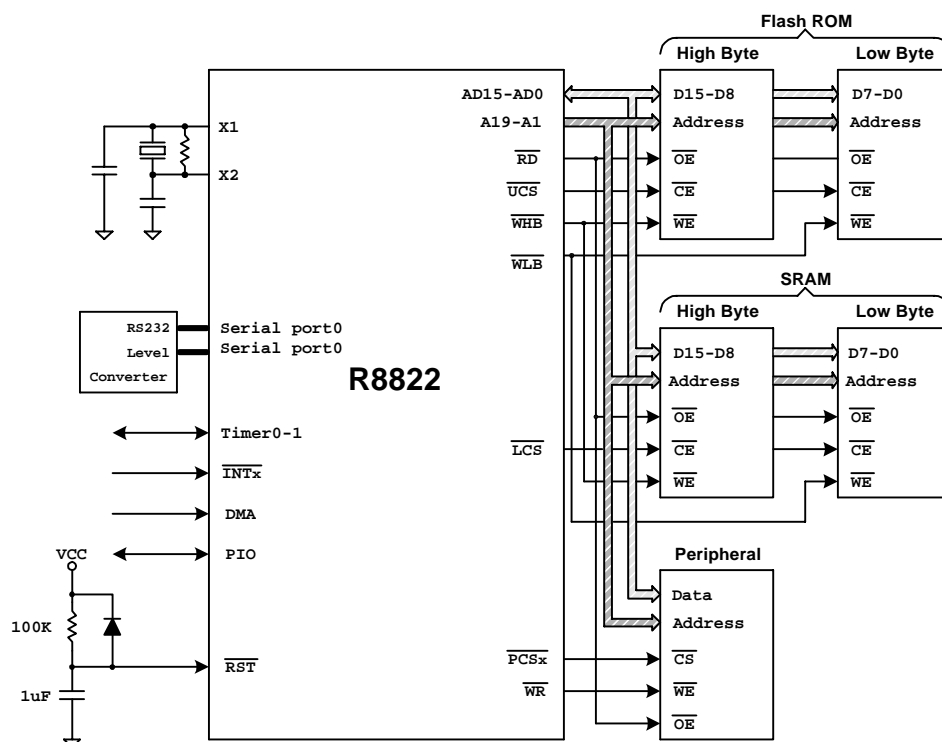 Flash ROM
High Byte
Low Byte
AD15-AD0
D15-D8
D7-D0
X1
A19-A1
Address
Address
RD
OE
OE
X2
UCS
CE
CE
WHB
WE
WE
WLB
SRAM
High Byte
Low Byte
RS232
Level
Converter
Serial port0
Serial port0
D15-D8
D7-D0
R8822
Address
Address
OE
OE
Timer0-1
LCS
CE
CE
INTx
WE
WE
DMA
VCC
PIO
Peripheral
Data
100K
Address
RST
PCSx
CS
1uF
WR
WE
OE